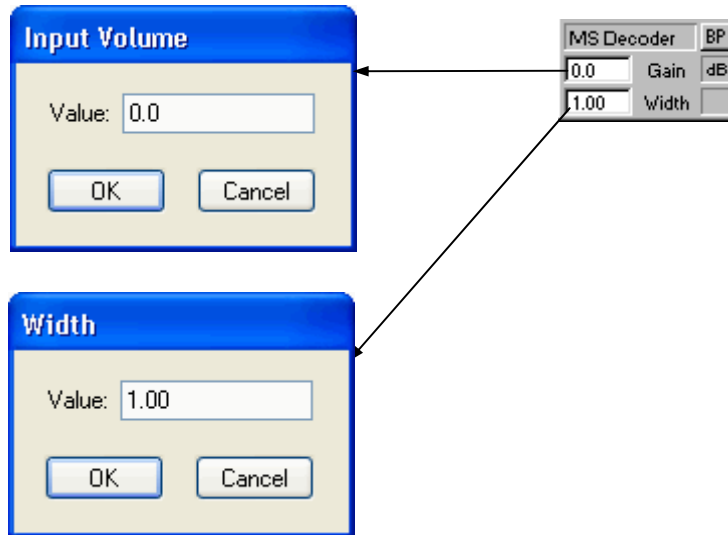 Input Volume
Value: 0.0
OK Cancel
MS Decoder BP
0.0 Gain dB
1.00 Width
Width
Value: 1.00
OK Cancel